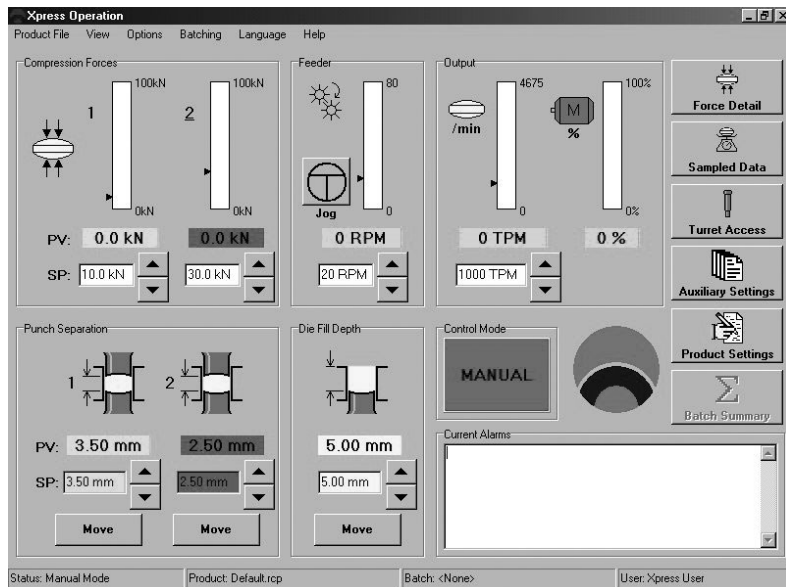 Xpress Operation
Product File View Options Batching Language Help
Compression Forces
1
100kN
0kN
2
100kN
0kN
PV: 0.0 kN 0.0 kN
SP: 10.0 kN 30.0 kN
Feeder
80
0
Jog
0 RPM
20 RPM
Output
/min
4675
0
M
%
100%
0%
0 TPM 0 %
1000 TPM
Force Detail
Sampled Data
Turret Access
Auxiliary Settings
Product Settings
Σ
Batch Summary
Punch Separation
1 2
PV: 3.50 mm 2.50 mm
SP: 3.50 mm 2.50 mm
Move Move
Die Fill Depth
5.00 mm
5.00 mm
Move
Control Mode
MANUAL
Current Alarms
Status: Manual Mode Product: Default.rcp Batch: <None> User: Xpress User